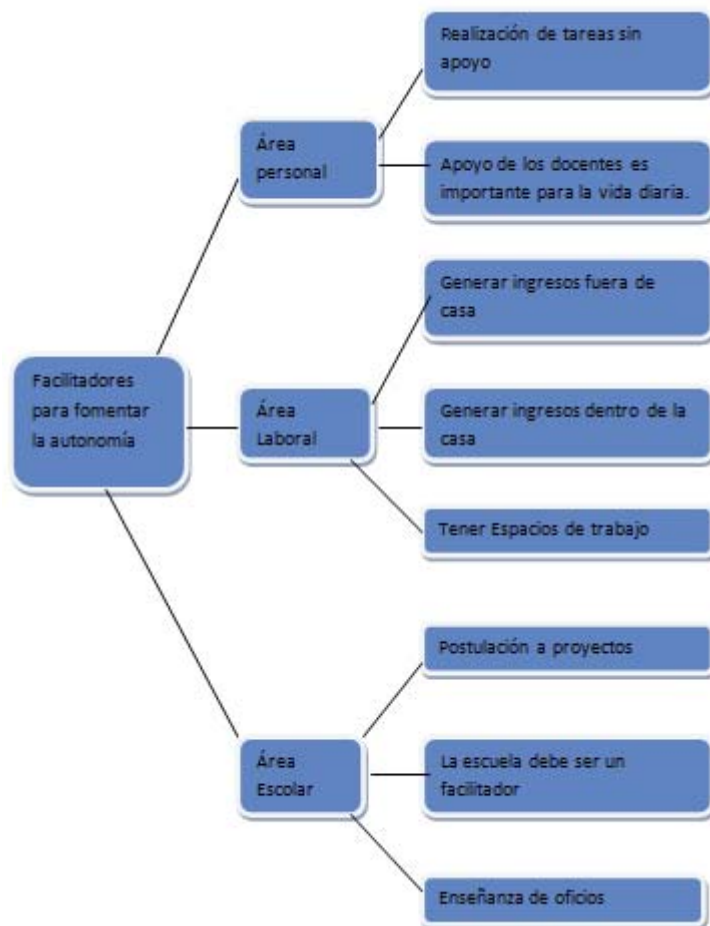 Realización de tareas sin
apoyo
Área
personal
Apoyo de los docentes es
importante para la vida diaria.
Generar ingresos fuera de
casa
Facilitadores
para fomentar
la autonomía
Área
Laboral
Generar ingresos dentro de la
casa
Tener Espacios de trabajo
Postulación a proyectos
Área
Escolar
La escuela debe ser un
facilitador
Enseñanza de oficios